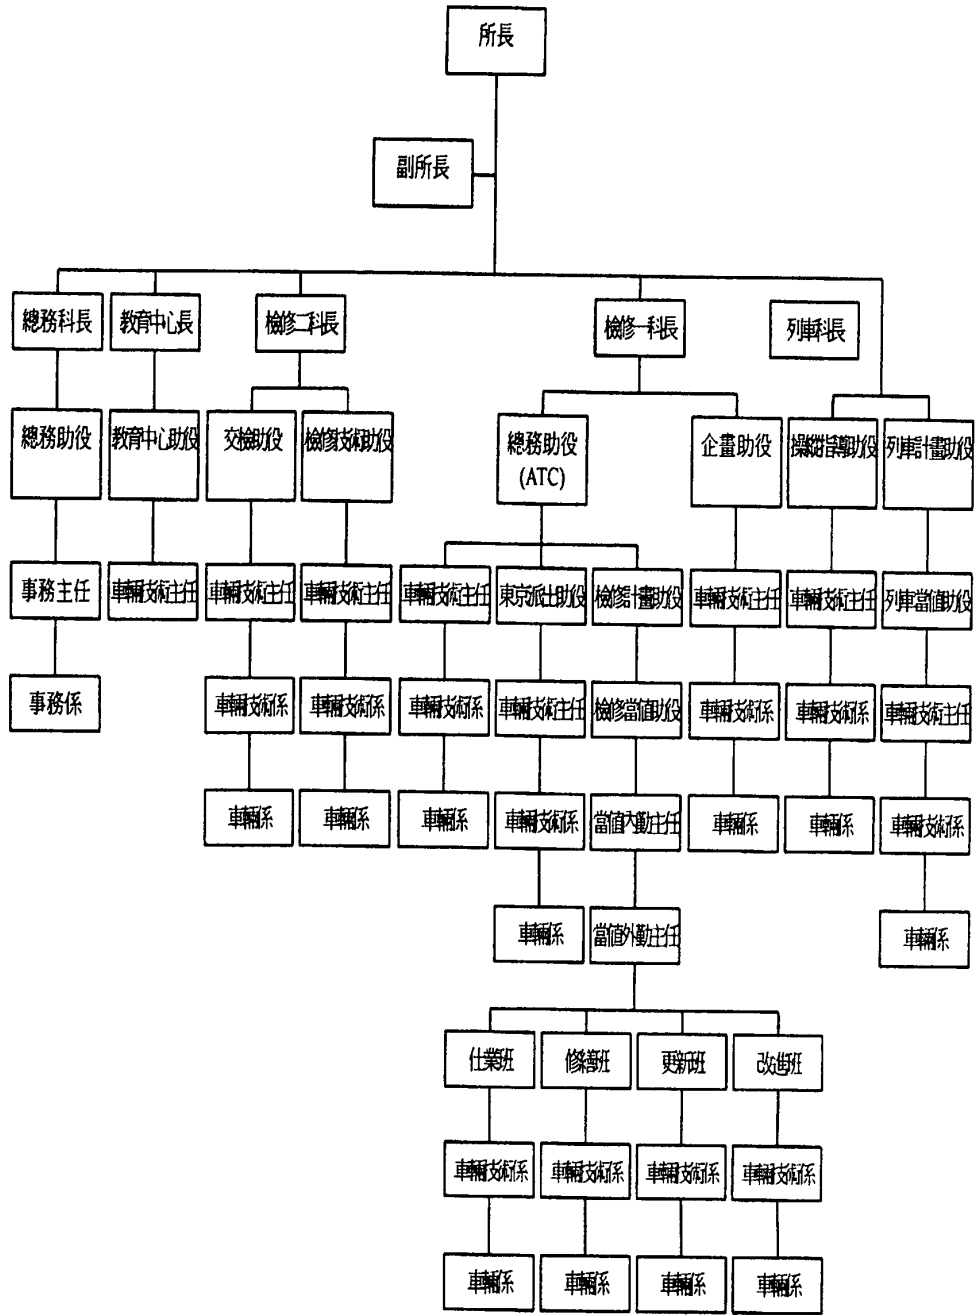 所長
副所長
總務科長
教育中心長
檢修二科長
檢修一科長
列車科長
總務助役
教育中心助役
交檢助役
檢修技術助役
總務助役
(ATC)
企畫助役
操縱指導助役
列車計畫助役
事務主任
車輛技術主任
車輛技術主任
車輛技術主任
車輛技術主任
東京派出助役
檢修計畫助役
車輛技術主任
車輛技術主任
列車當值助役
事務係
車輛技術係
車輛技術係
車輛技術係
車輛技術主任
檢修當值助役
車輛技術係
車輛技術係
車輛技術主任
車輛係
車輛係
車輛係
車輛技術係
當值內勤主任
車輛係
車輛係
車輛技術係
車輛係
當值外勤主任
車輛係
仕業班
修繕班
更新班
改進班
車輛技術係
車輛技術係
車輛技術係
車輛技術係
車輛係
車輛係
車輛係
車輛係